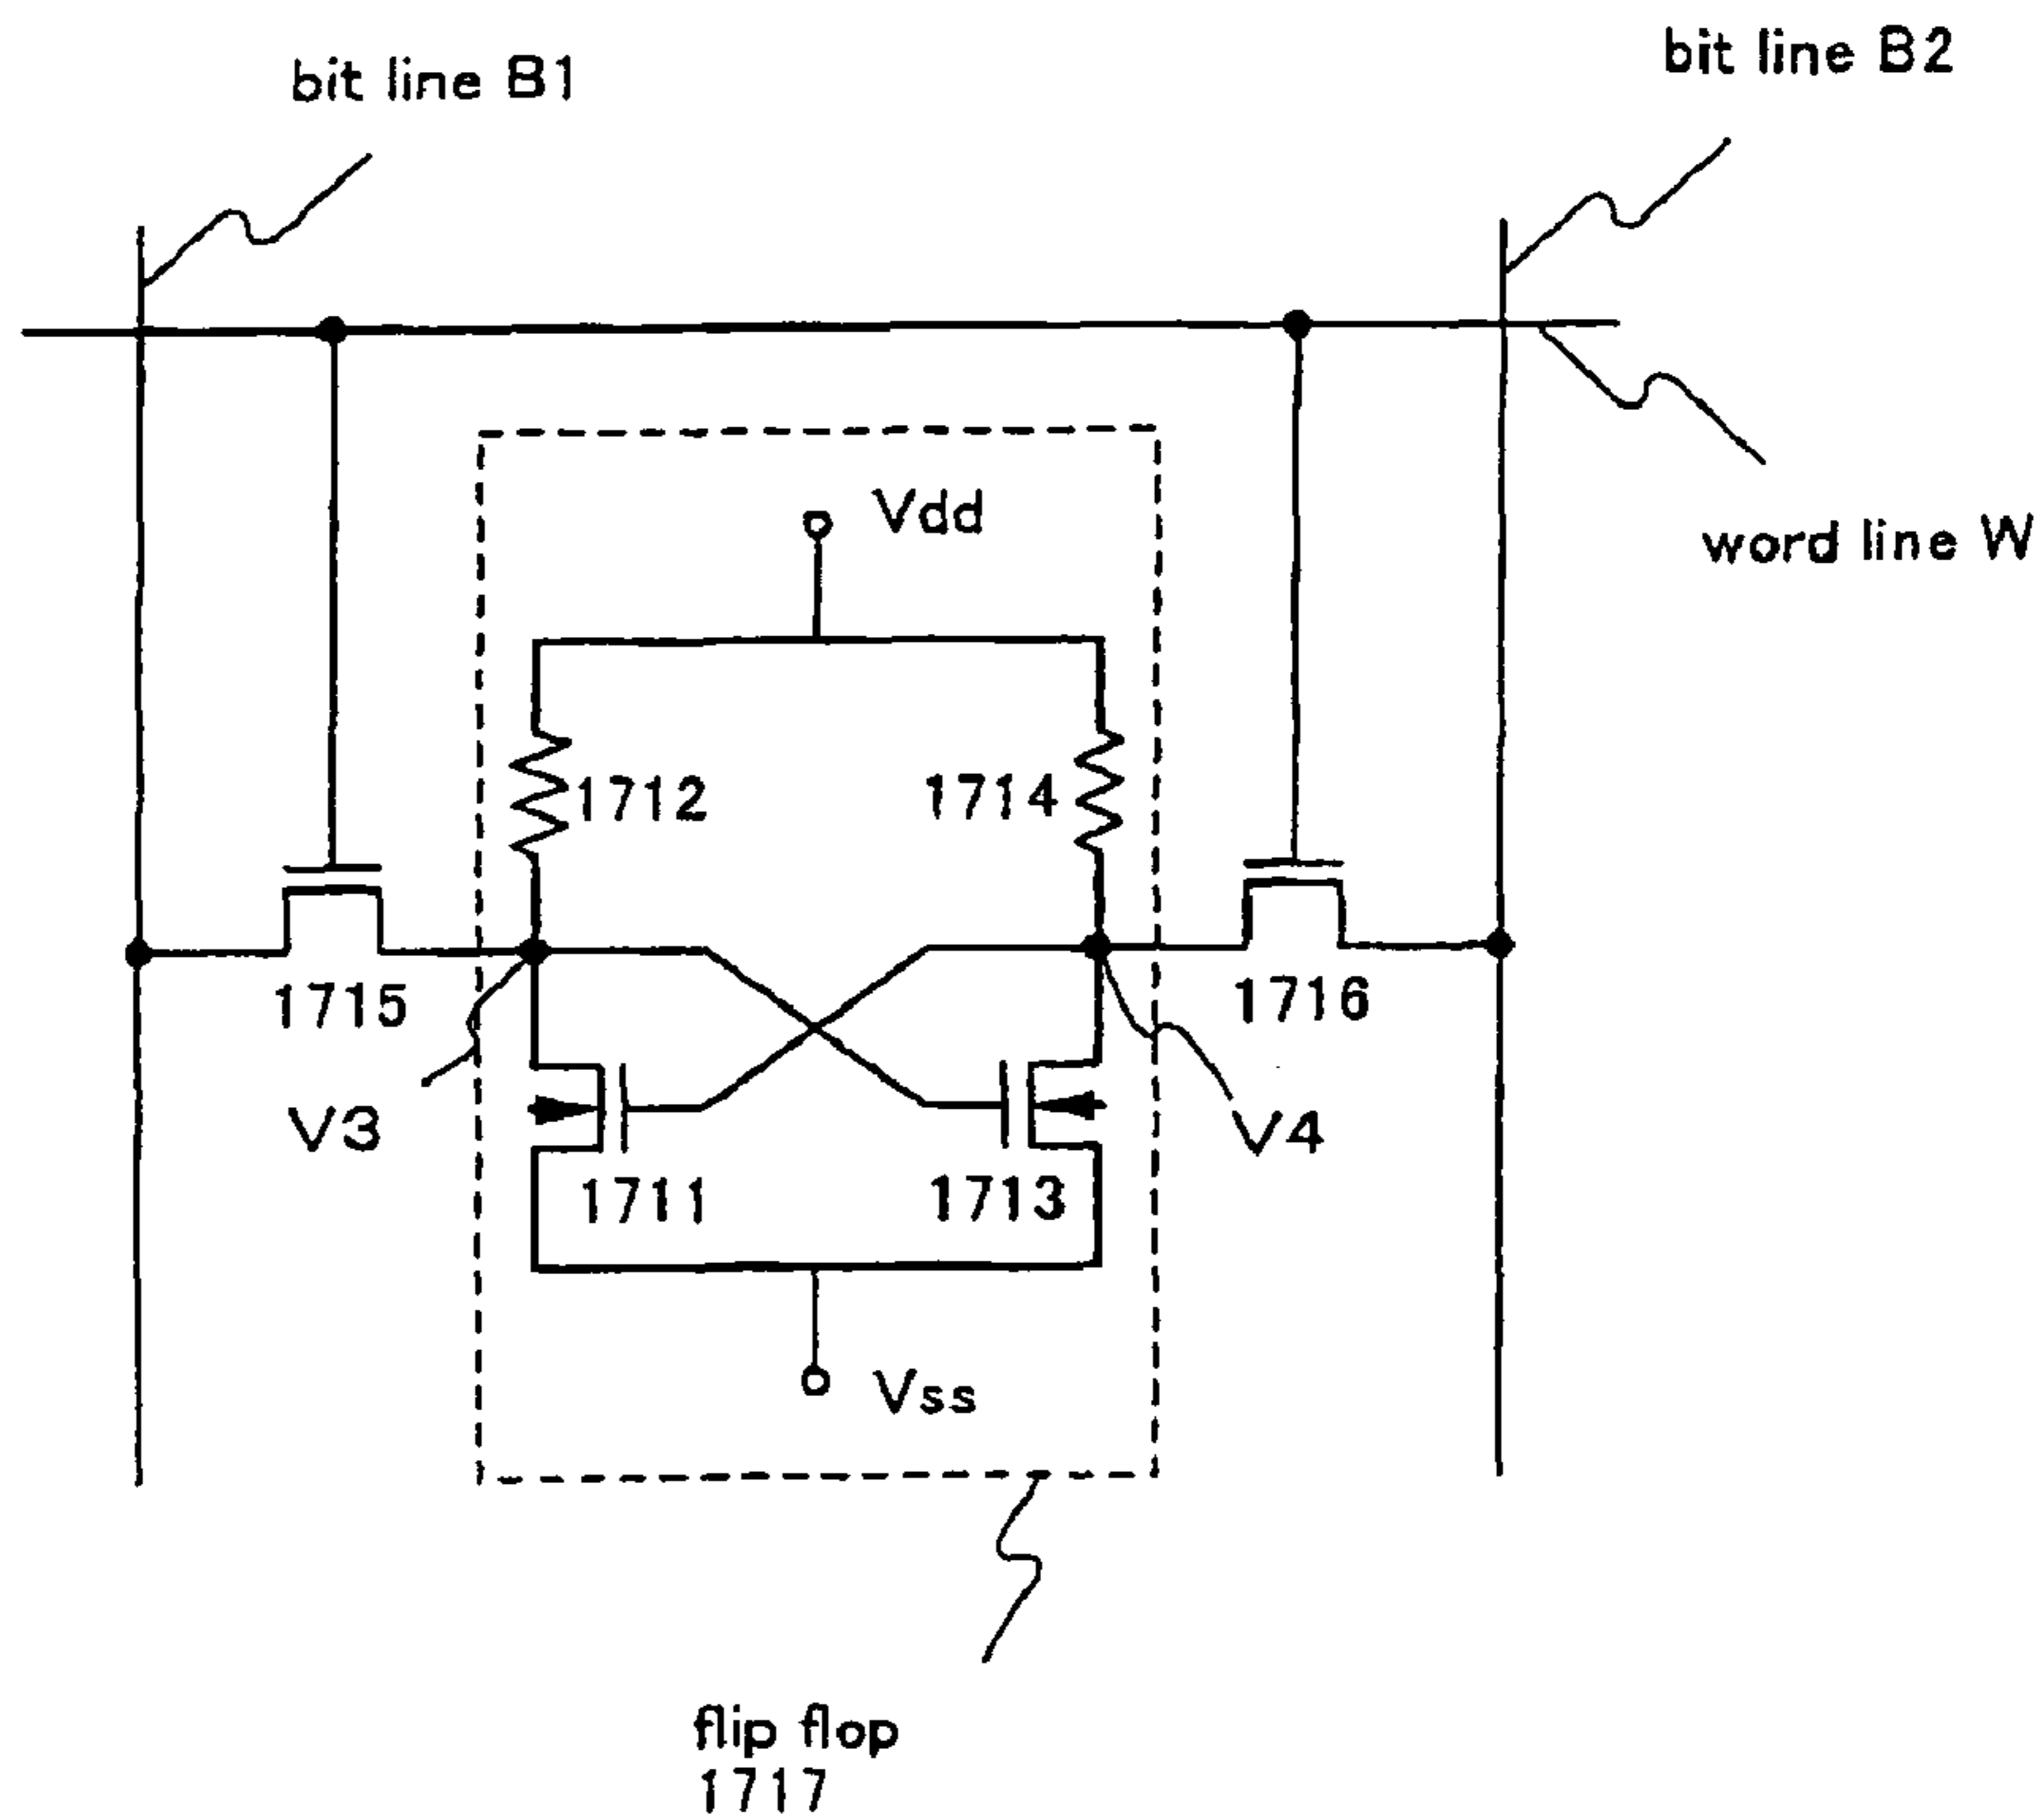 bit line B1
bit line B2
word line W
Vdd
1712
1714
1715
1716
V3
V4
1711
1713
Vss
flip flop
1717